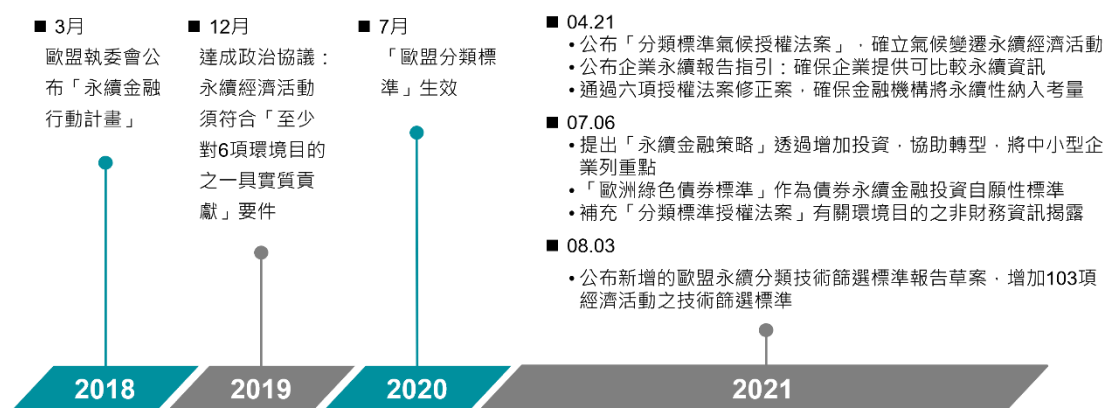 ■ 3月
歐盟執委會公
布「永續金融
行動計畫」
■ 12月
達成政治協議：
永續經濟活動
須符合「至少
對6項環境目的
之一具實質貢
獻」要件
■ 7月
「歐盟分類標
準」生效
■ 04.21
•公布「分類標準氣候授權法案」，確立氣候變遷永續經濟活動
•公布企業永續報告指引：確保企業提供可比較永續資訊
•通過六項授權法案修正案，確保金融機構將永續性納入考量
■ 07.06
•提出「永續金融策略」透過增加投資，協助轉型，將中小型企
業列重點
•「歐洲綠色債券標準」作為債券永續金融投資自願性標準
•補充「分類標準授權法案」有關環境目的之非財務資訊揭露
■ 08.03
•公布新增的歐盟永續分類技術篩選標準報告草案，增加103項
經濟活動之技術篩選標準
2018
2019
2020
2021